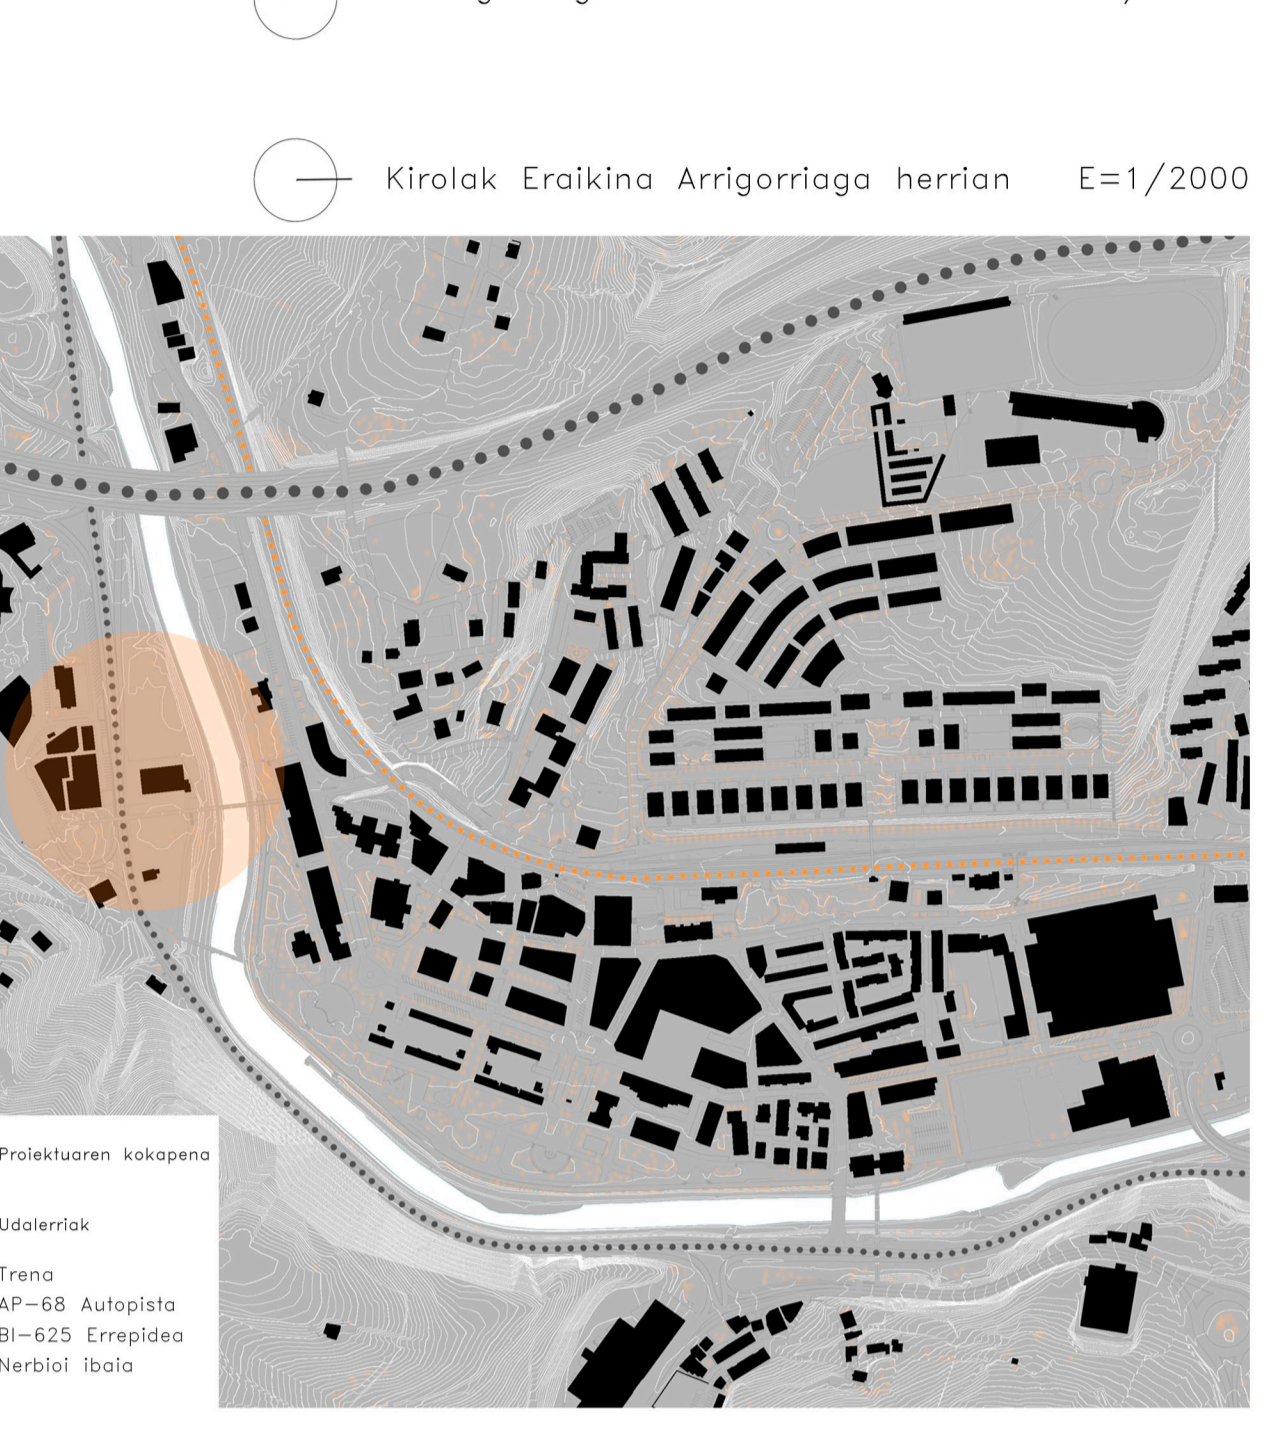 Kirolak Eraikina Arrigorriaga herrian E=1/2000
Proiektuaren kokapena
Udalerriak
Trena
AP-68 Autopista
BI-625 Errepidea
Nerbioi ibaia